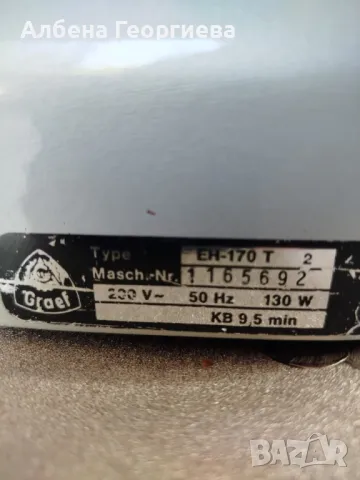 Албена Георгиева
Type EH-170 T 2
Masch.-Nr. 1165692
Graef
230 V~ 50 Hz 130 W
KB 9,5 min
bazar